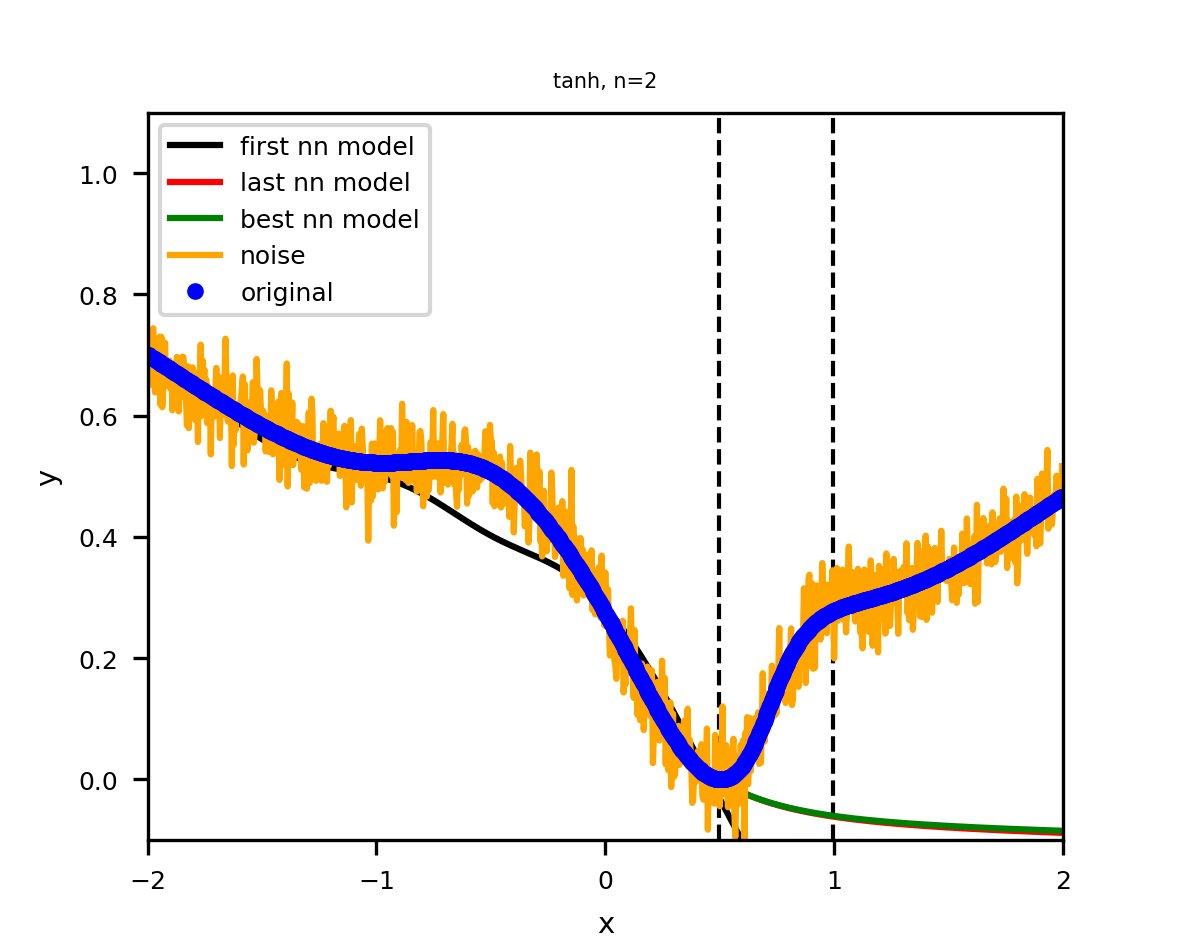 tanh, n=2
first nn model
last nn model
best nn model
noise
original
1.0
0.8
0.6
0.4
0.2
0.0
y
−2
−1
0
1
2
x